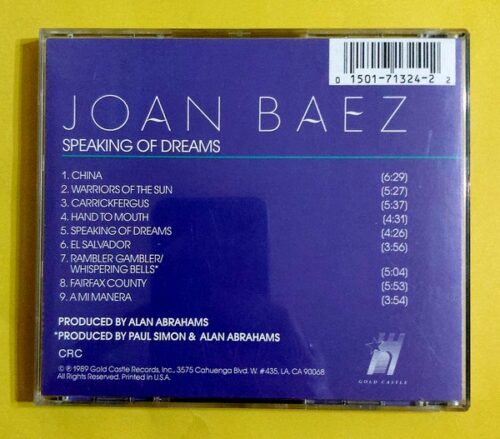 0 1501-71324-2 2
JOAN BAEZ
SPEAKING OF DREAMS
1. CHINA (6:29)
2. WARRIORS OF THE SUN (5:27)
3. CARRICKFERGUS (5:37)
4. HAND TO MOUTH (4:31)
5. SPEAKING OF DREAMS (4:26)
6. EL SALVADOR (3:56)
7. RAMBLER GAMBLER/
WHISPERING BELLS* (5:04)
8. FAIRFAX COUNTY (5:53)
9. A MI MANERA (3:54)
PRODUCED BY ALAN ABRAHAMS
*PRODUCED BY PAUL SIMON & ALAN ABRAHAMS
CRC
© ℗ 1989 Gold Castle Records, Inc., 3575 Cahuenga Blvd. W. #435, LA, CA 90068
All Rights Reserved. Printed in U.S.A.
GOLD CASTLE